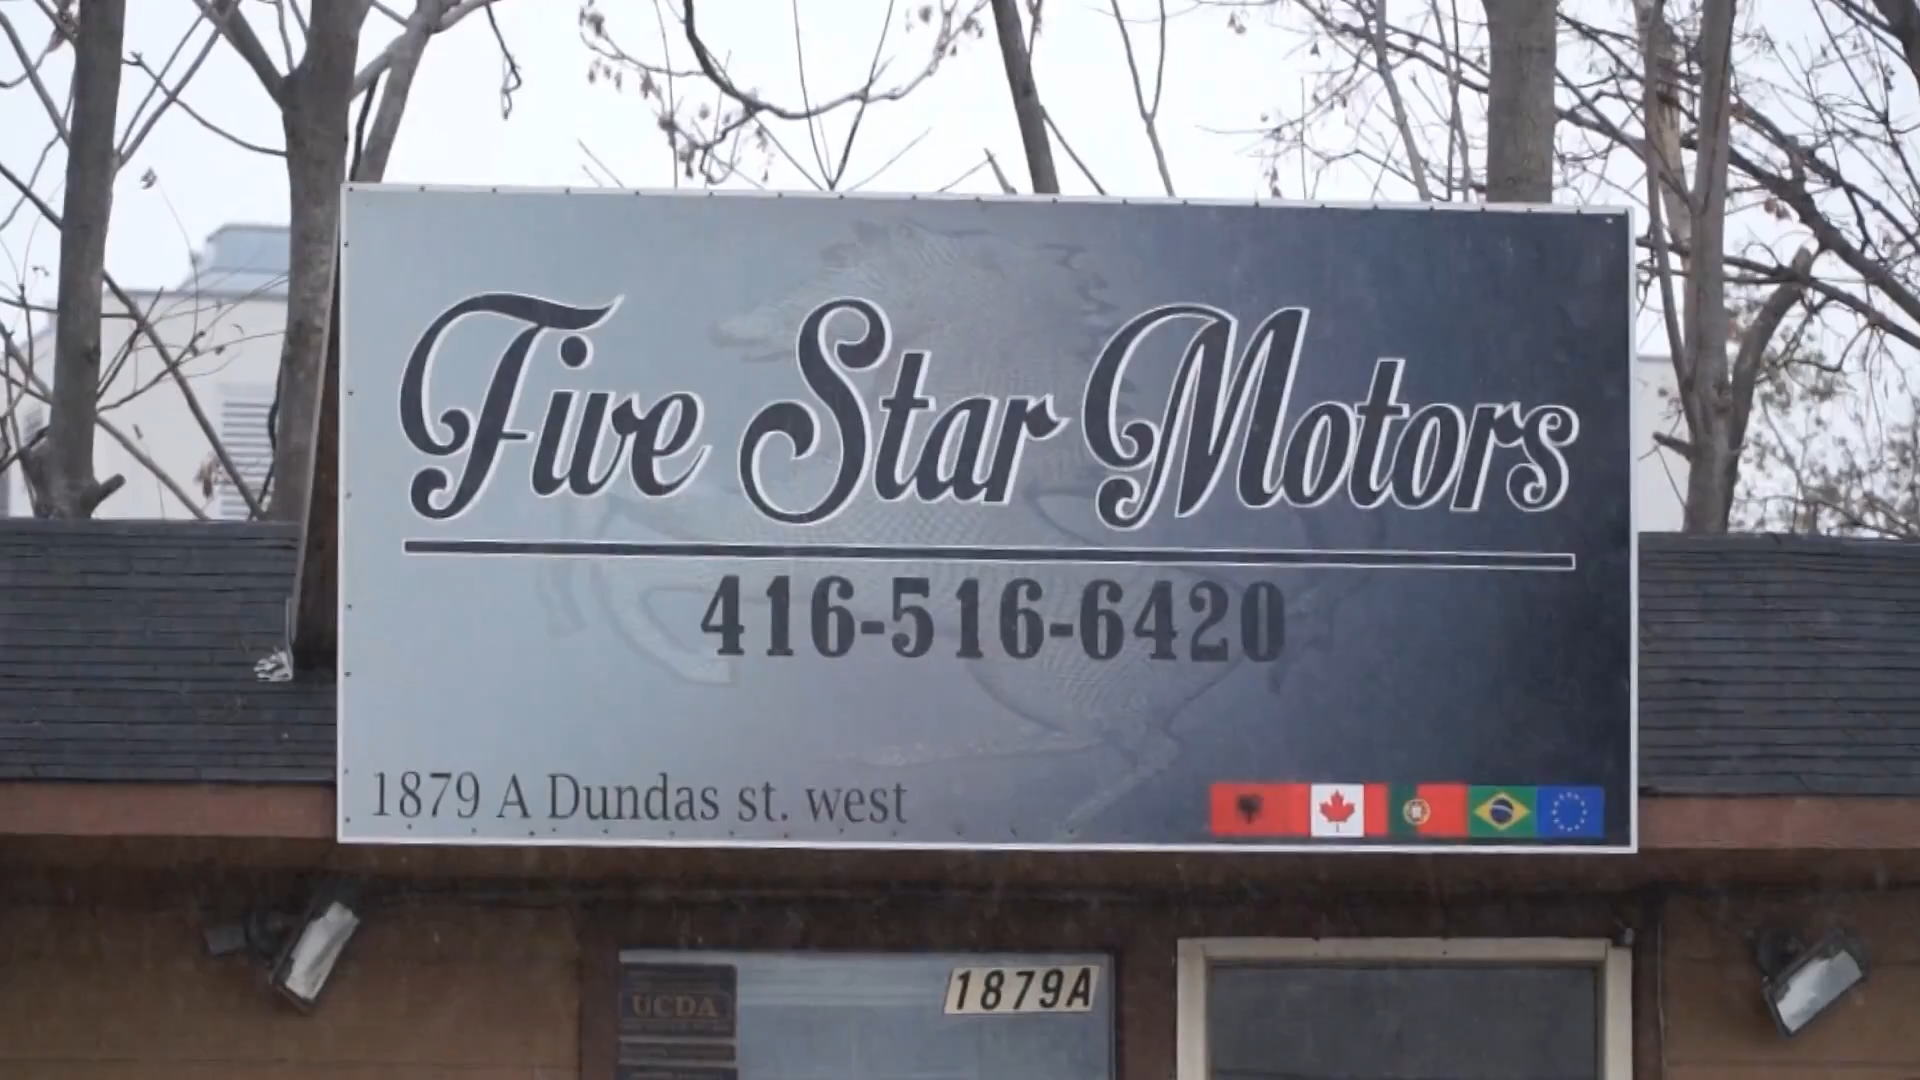 Five Star Motors
416-516-6420
1879 A Dundas st. west
1879A
UCDA